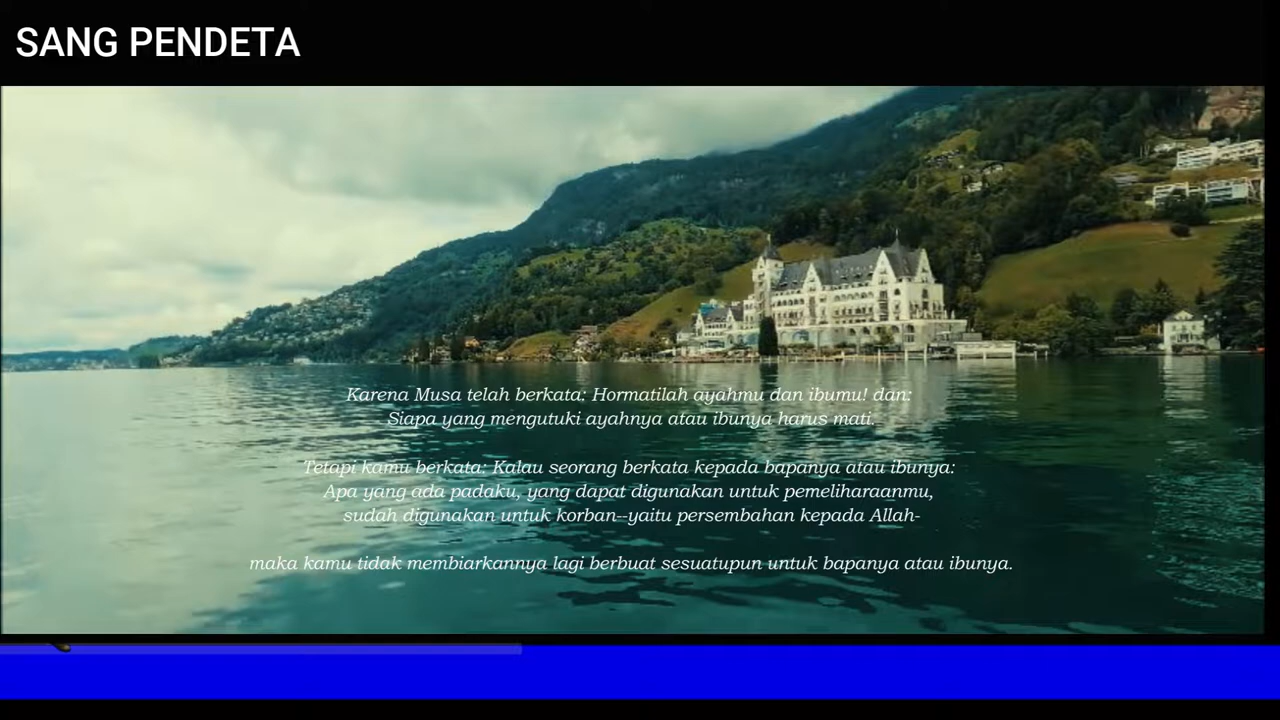 SANG PENDETA
Karena Musa telah berkata: Hormatilah ayahmu dan ibumu! dan:
Siapa yang mengutuki ayahnya atau ibunya harus mati.
Tetapi kamu berkata: Kalau seorang berkata kepada bapanya atau ibunya:
Apa yang ada padaku, yang dapat digunakan untuk pemeliharaanmu,
sudah digunakan untuk korban--yaitu persembahan kepada Allah-
maka kamu tidak membiarkannya lagi berbuat sesuatupun untuk bapanya atau ibunya.